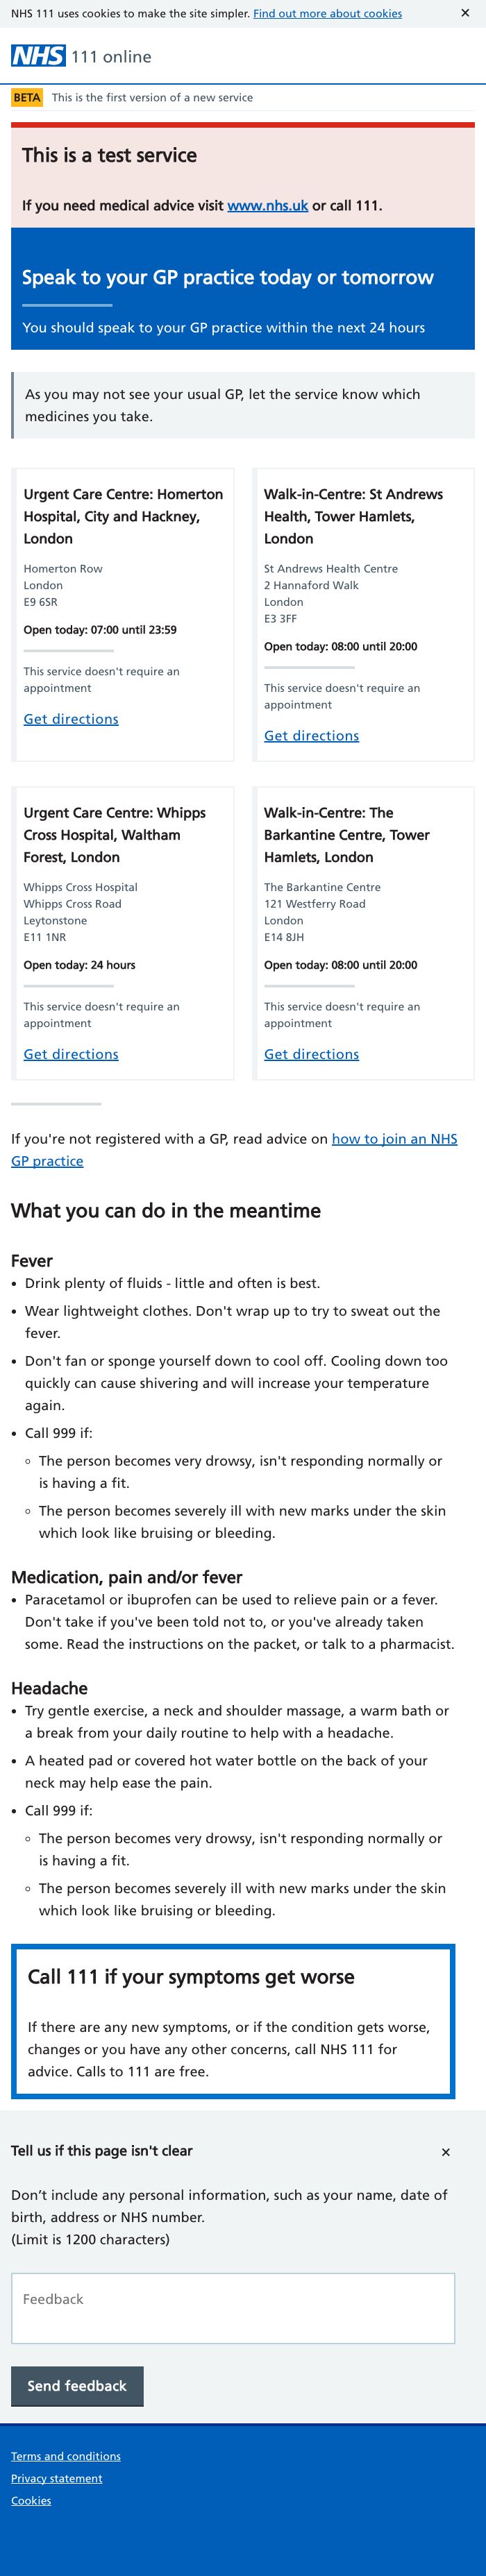 NHS 111 uses cookies to make the site simpler. Find out more about cookies ✕
NHS 111 online
BETA This is the first version of a new service
This is a test service
If you need medical advice visit www.nhs.uk or call 111.
Speak to your GP practice today or tomorrow
You should speak to your GP practice within the next 24 hours
As you may not see your usual GP, let the service know which
medicines you take.
Urgent Care Centre: Homerton
Hospital, City and Hackney,
London
Homerton Row
London
E9 6SR
Open today: 07:00 until 23:59
This service doesn't require an
appointment
Get directions
Walk-in-Centre: St Andrews
Health, Tower Hamlets,
London
St Andrews Health Centre
2 Hannaford Walk
London
E3 3FF
Open today: 08:00 until 20:00
This service doesn't require an
appointment
Get directions
Urgent Care Centre: Whipps
Cross Hospital, Waltham
Forest, London
Whipps Cross Hospital
Whipps Cross Road
Leytonstone
E11 1NR
Open today: 24 hours
This service doesn't require an
appointment
Get directions
Walk-in-Centre: The
Barkantine Centre, Tower
Hamlets, London
The Barkantine Centre
121 Westferry Road
London
E14 8JH
Open today: 08:00 until 20:00
This service doesn't require an
appointment
Get directions
If you're not registered with a GP, read advice on how to join an NHS
GP practice
What you can do in the meantime
Fever
• Drink plenty of fluids - little and often is best.
• Wear lightweight clothes. Don't wrap up to try to sweat out the
fever.
• Don't fan or sponge yourself down to cool off. Cooling down too
quickly can cause shivering and will increase your temperature
again.
• Call 999 if:
◦ The person becomes very drowsy, isn't responding normally or
is having a fit.
◦ The person becomes severely ill with new marks under the skin
which look like bruising or bleeding.
Medication, pain and/or fever
• Paracetamol or ibuprofen can be used to relieve pain or a fever.
Don't take if you've been told not to, or you've already taken
some. Read the instructions on the packet, or talk to a pharmacist.
Headache
• Try gentle exercise, a neck and shoulder massage, a warm bath or
a break from your daily routine to help with a headache.
• A heated pad or covered hot water bottle on the back of your
neck may help ease the pain.
• Call 999 if:
◦ The person becomes very drowsy, isn't responding normally or
is having a fit.
◦ The person becomes severely ill with new marks under the skin
which look like bruising or bleeding.
Call 111 if your symptoms get worse
If there are any new symptoms, or if the condition gets worse,
changes or you have any other concerns, call NHS 111 for
advice. Calls to 111 are free.
Tell us if this page isn't clear ✕
Don’t include any personal information, such as your name, date of
birth, address or NHS number.
(Limit is 1200 characters)
Feedback
Send feedback
Terms and conditions
Privacy statement
Cookies